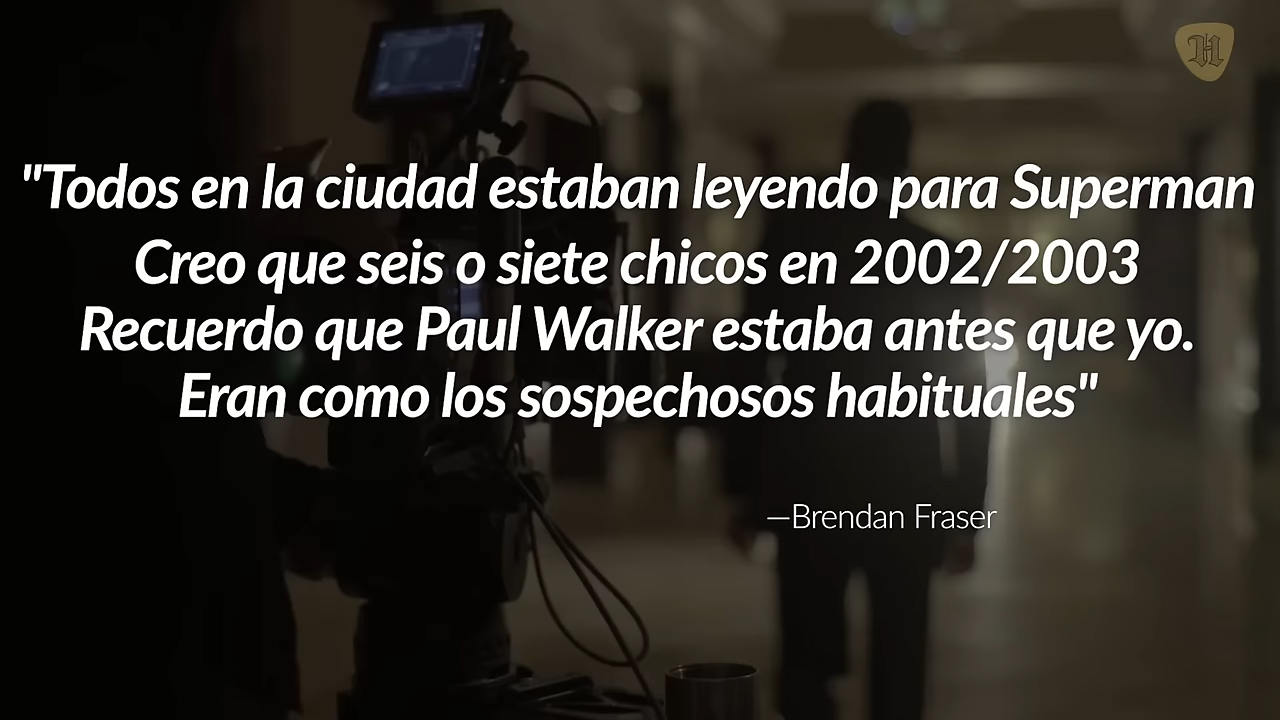 "Todos en la ciudad estaban leyendo para Superman
Creo que seis o siete chicos en 2002/2003
Recuerdo que Paul Walker estaba antes que yo.
Eran como los sospechosos habituales"
—Brendan Fraser
H